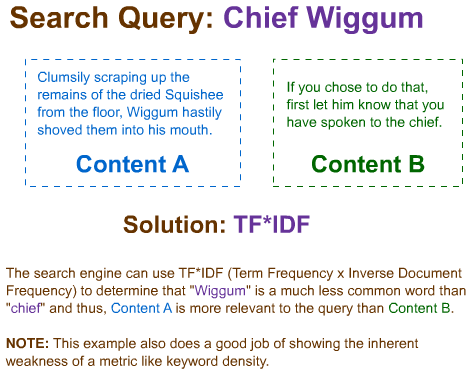 Search Query: Chief Wiggum
Clumsily scraping up the
remains of the dried Squishee
from the floor, Wiggum hastily
shoved them into his mouth.
Content A
If you chose to do that,
first let him know that you
have spoken to the chief.
Content B
Solution: TF*IDF
The search engine can use TF*IDF (Term Frequency x Inverse Document
Frequency) to determine that "Wiggum" is a much less common word than
"chief" and thus, Content A is more relevant to the query than Content B.
NOTE: This example also does a good job of showing the inherent
weakness of a metric like keyword density.